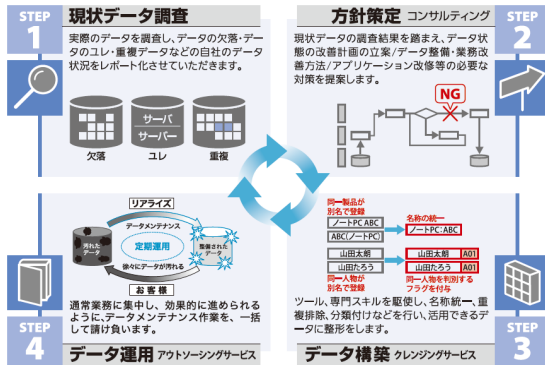 STEP
1
現状データ調査
実際のデータを調査し、データの欠落・デー
タのユレ・重複データなどの自社のデータ
状況をレポート化させていただきます。
サーバ
サーバー
欠落
ユレ
重複
方針策定 コンサルティング
STEP
2
現状データの調査結果を踏まえ、データ状
態の改善計画の立案/データ整備・業務改
善方法/アプリケーション改修等の必要な
対策を提案します。
NG
リアライズ
データメンテナンス
汚れた
データ
定期運用
整備された
データ
徐々にデータが汚れる
お客様
通常業務に集中し、効果的に進められる
ように、データメンテナンス作業を、一括
して請け負います。
STEP
4
データ運用 アウトソーシングサービス
同一製品が
別名で登録
ノートPC ABC
ABC(ノートPC)
名称の統一
ノートPC:ABC
山田太朗
山田たろう
山田太朗 A01
山田たろう A01
同一人物が
別名で登録
同一人物を判別する
フラグを付与
ツール、専門スキルを駆使し、名称統一、重
複排除、分類付けなどを行い、活用できるデ
ータに整形をします。
STEP
3
データ構築 クレンジングサービス